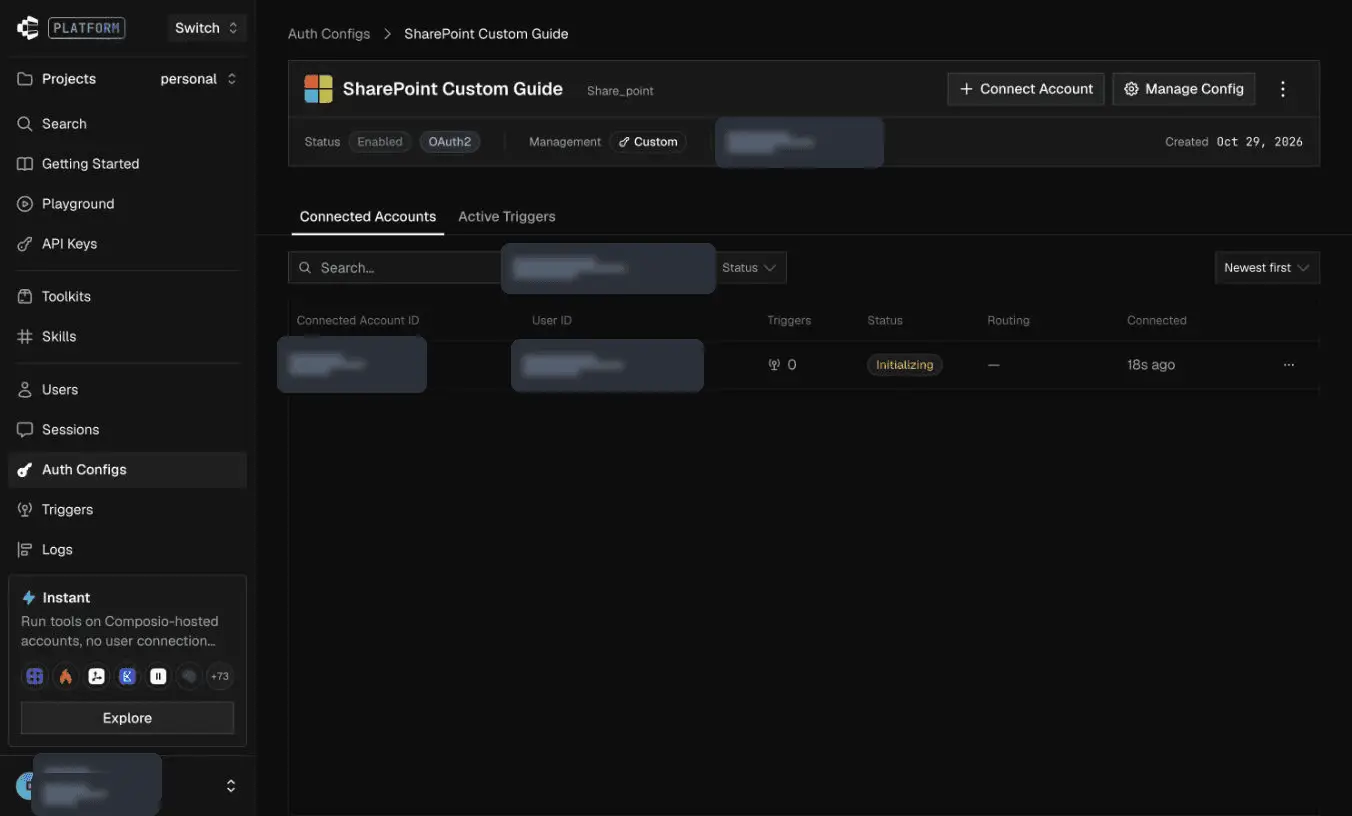 PLATFORM Switch
Projects personal
Search
Getting Started
Playground
API Keys
Toolkits
Skills
Users
Sessions
Auth Configs
Triggers
Logs
Instant
Run tools on Composio-hosted
accounts, no user connection...
+73
Explore
Auth Configs > SharePoint Custom Guide
SharePoint Custom Guide Share_point + Connect Account Manage Config
Status Enabled OAuth2 Management Custom Created Oct 29, 2026
Connected Accounts Active Triggers
Search... Status Newest first
Connected Account ID User ID Triggers Status Routing Connected
0 Initializing — 18s ago ...